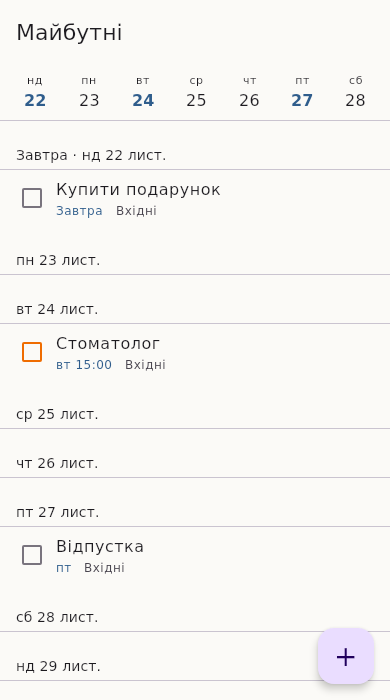 Майбутні
нд пн вт ср чт пт сб
22 23 24 25 26 27 28
Завтра · нд 22 лист.
Купити подарунок
Завтра Вхідні
пн 23 лист.
вт 24 лист.
Стоматолог
вт 15:00 Вхідні
ср 25 лист.
чт 26 лист.
пт 27 лист.
Відпустка
пт Вхідні
сб 28 лист.
нд 29 лист.
+